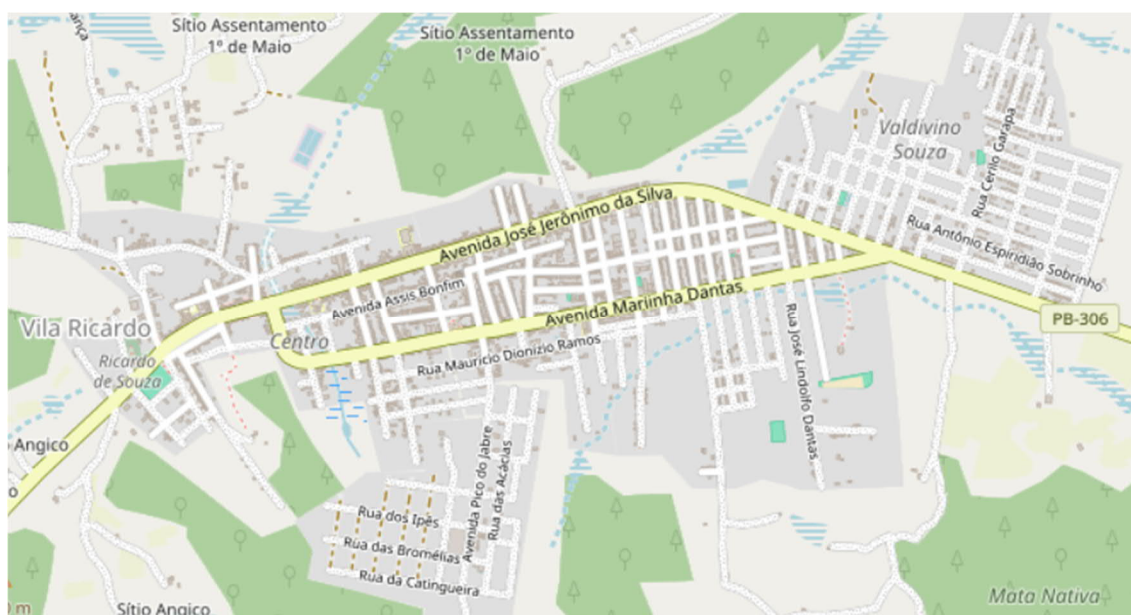 Sítio Assentamento
1º de Maio
Sítio Assentamento
1º de Maio
Valdivino
Souza
Rua Cerilo Garapa
Rua Antônio Espiridião Sobrinho
Avenida José Jerônimo da Silva
Avenida Assis Bonfim
Avenida Mariinha Dantas
PB-306
Vila Ricardo
Centro
Ricardo
de Souza
Rua Mauricio Dionizio Ramos
Rua José Lindolfo Dantas
Angico
Avenida Pico do Jabre
Rua das Acácias
Rua dos Ipês
Rua das Bromélias
Rua da Catingueira
Mata Nativa
Sítio Angico